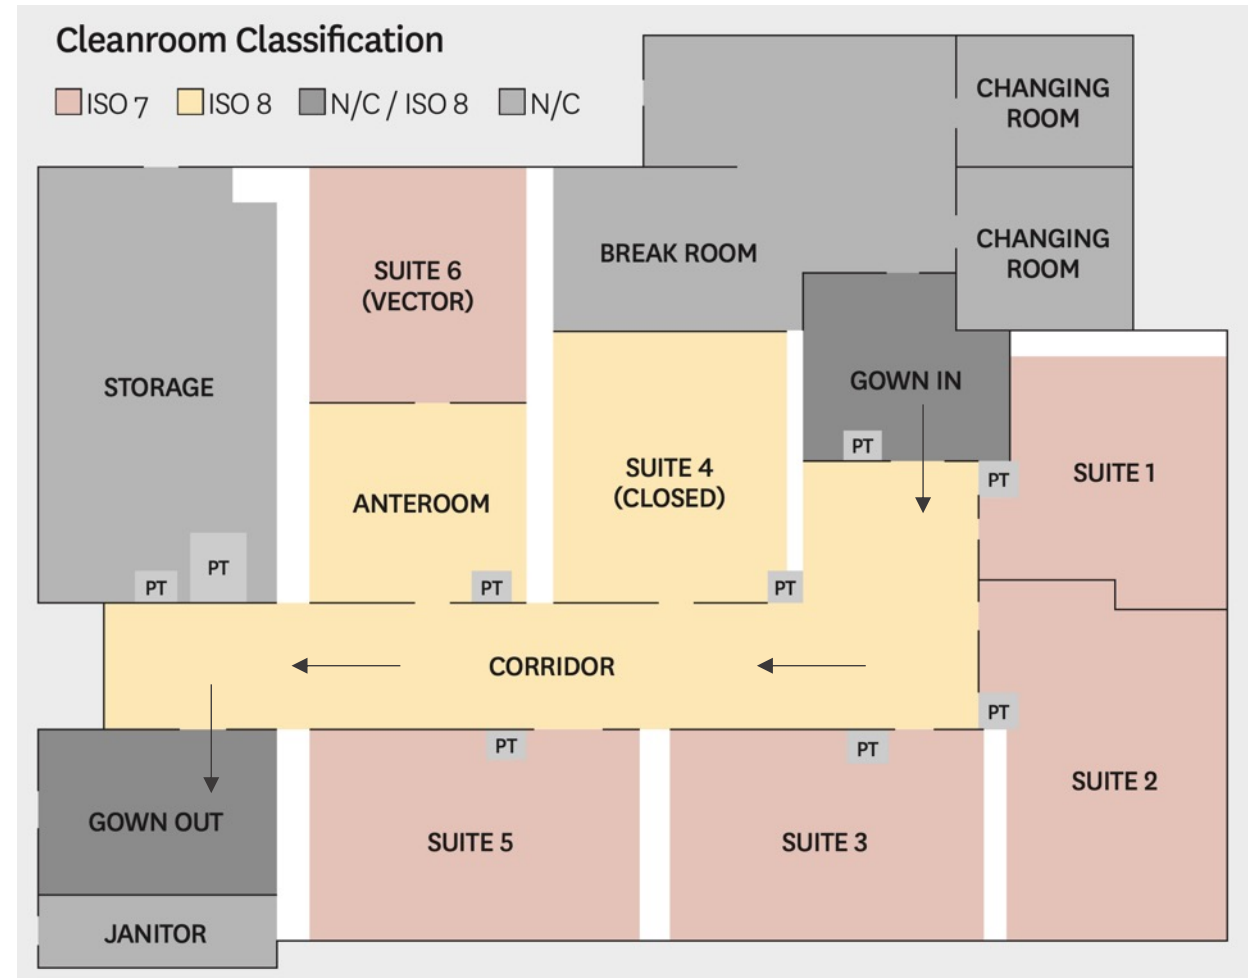 Cleanroom Classification
ISO 7
ISO 8
N/C / ISO 8
N/C
CHANGING
ROOM
CHANGING
ROOM
BREAK ROOM
SUITE 6
(VECTOR)
STORAGE
GOWN IN
PT
SUITE 1
PT
SUITE 4
(CLOSED)
ANTEROOM
PT
PT
PT
PT
CORRIDOR
PT
PT
PT
SUITE 2
GOWN OUT
SUITE 5
SUITE 3
JANITOR